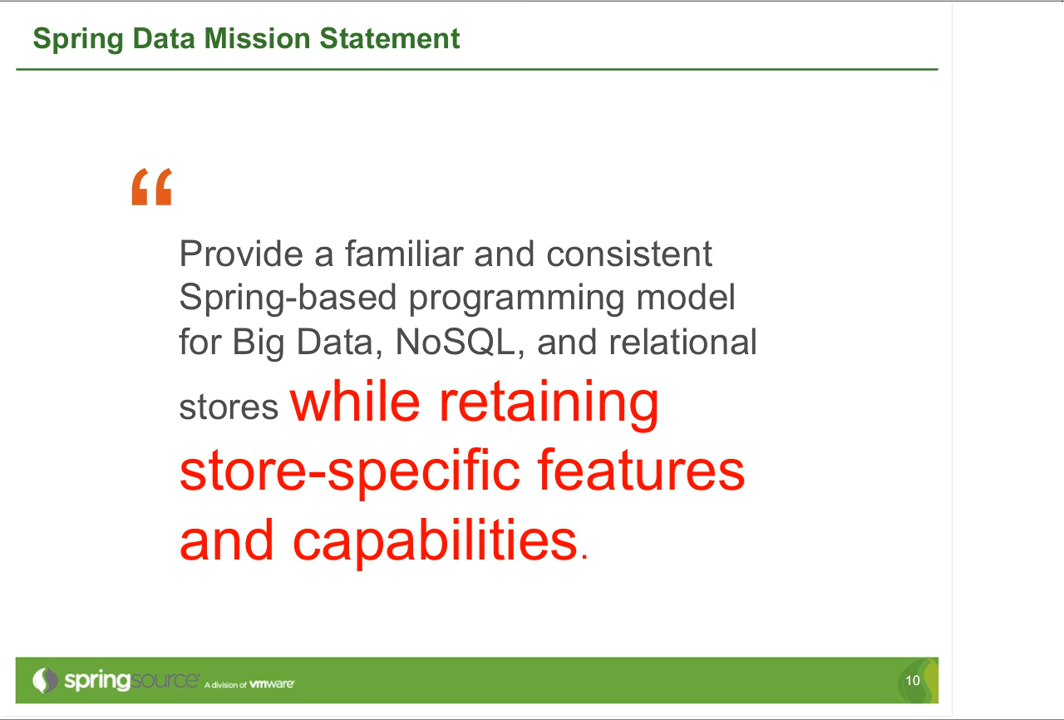 Spring Data Mission Statement
“
Provide a familiar and consistent
Spring-based programming model
for Big Data, NoSQL, and relational
stores while retaining
store-specific features
and capabilities.
springsource A division of vmware
10